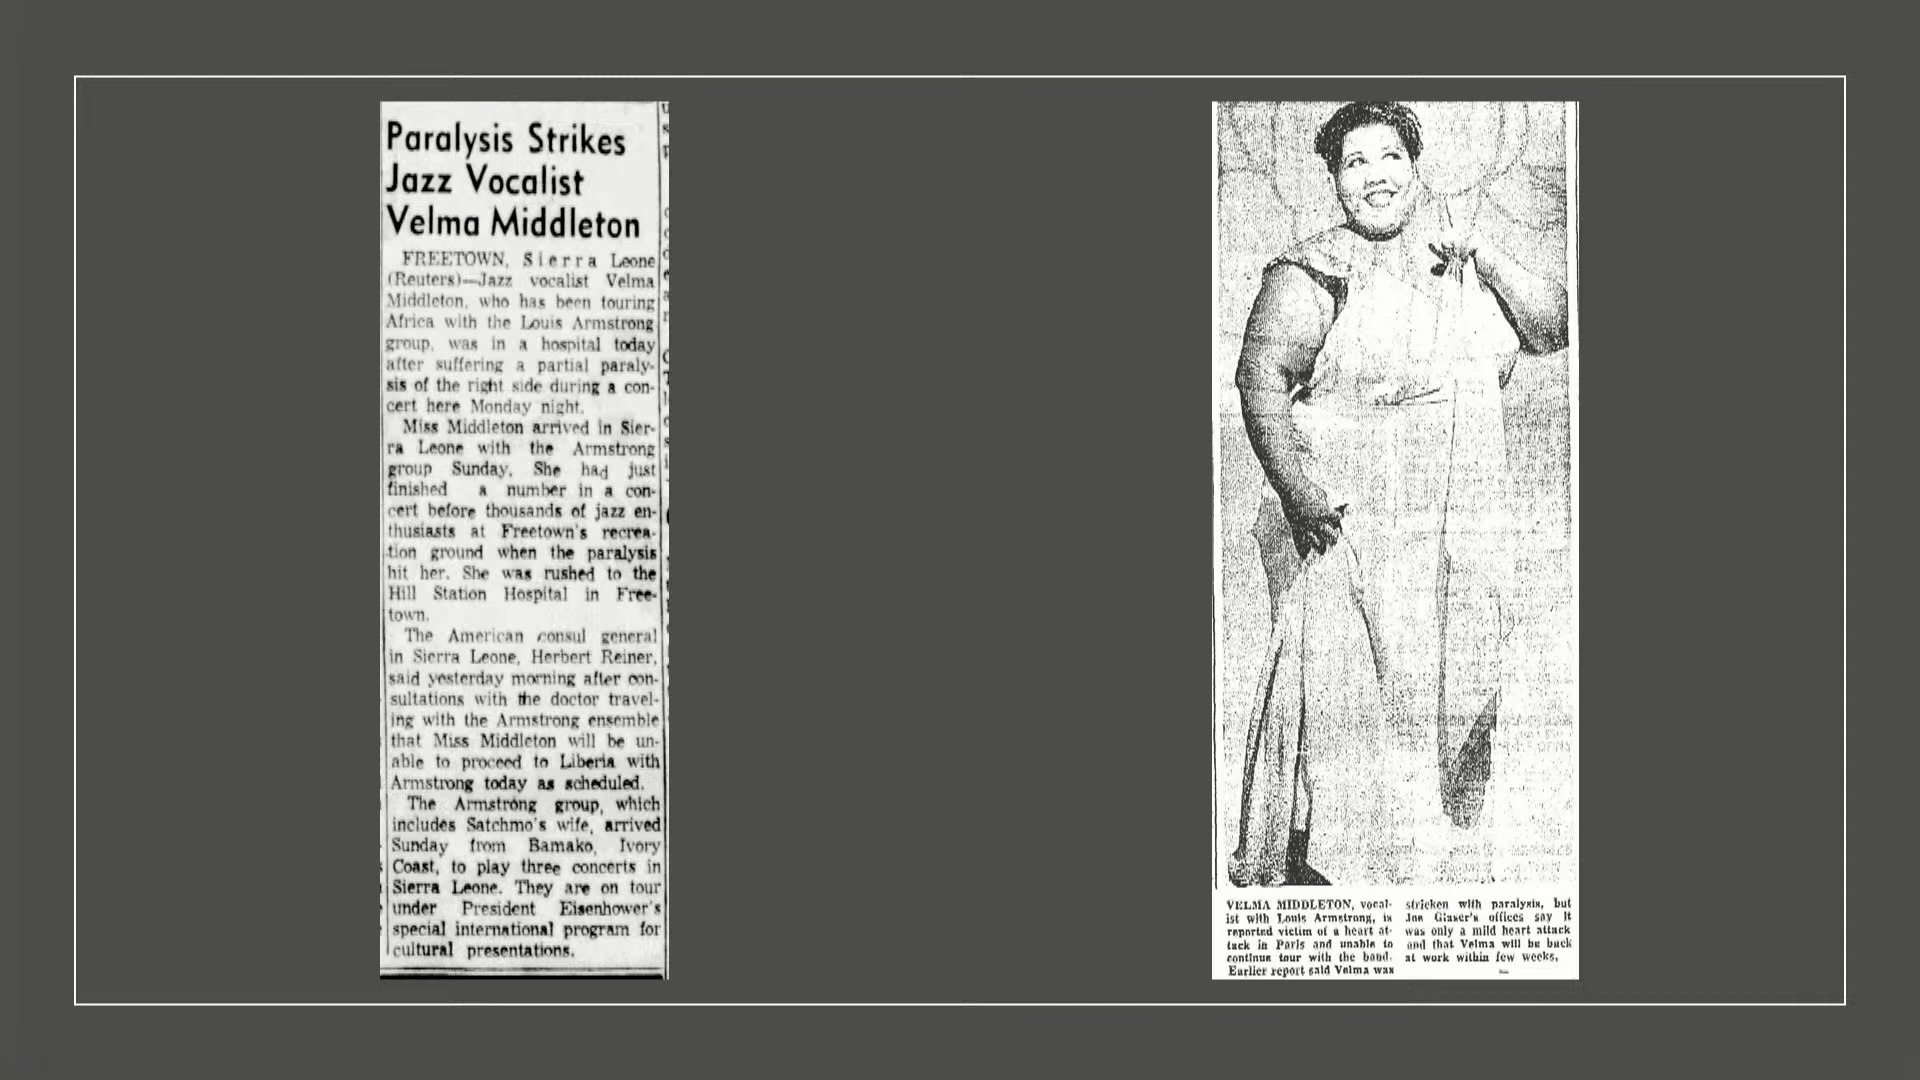 Paralysis Strikes
Jazz Vocalist
Velma Middleton
FREETOWN, Sierra Leone
(Reuters)—Jazz vocalist Velma
Middleton, who has been touring
Africa with the Louis Armstrong
group, was in a hospital today
after suffering a partial paraly-
sis of the right side during a con-
cert here Monday night.
Miss Middleton arrived in Sier-
ra Leone with the Armstrong
group Sunday. She had just
finished a number in a con-
cert before thousands of jazz en-
thusiasts at Freetown's recrea-
tion ground when the paralysis
hit her. She was rushed to the
Hill Station Hospital in Free-
town.
The American consul general
in Sierra Leone, Herbert Reiner,
said yesterday morning after con-
sultations with the doctor travel-
ing with the Armstrong ensemble
that Miss Middleton will be un-
able to proceed to Liberia with
Armstrong today as scheduled.
The Armstrong group, which
includes Satchmo's wife, arrived
Sunday from Bamako, Ivory
Coast, to play three concerts in
Sierra Leone. They are on tour
under President Eisenhower's
special international program for
cultural presentations.
VELMA MIDDLETON, vocal-
ist with Louis Armstrong, is
reported victim of a heart at-
tack in Paris and unable to
continue tour with the band.
Earlier report said Velma was
stricken with paralysis, but
Joe Glaser's offices say it
was only a mild heart attack
and that Velma will be back
at work within few weeks.